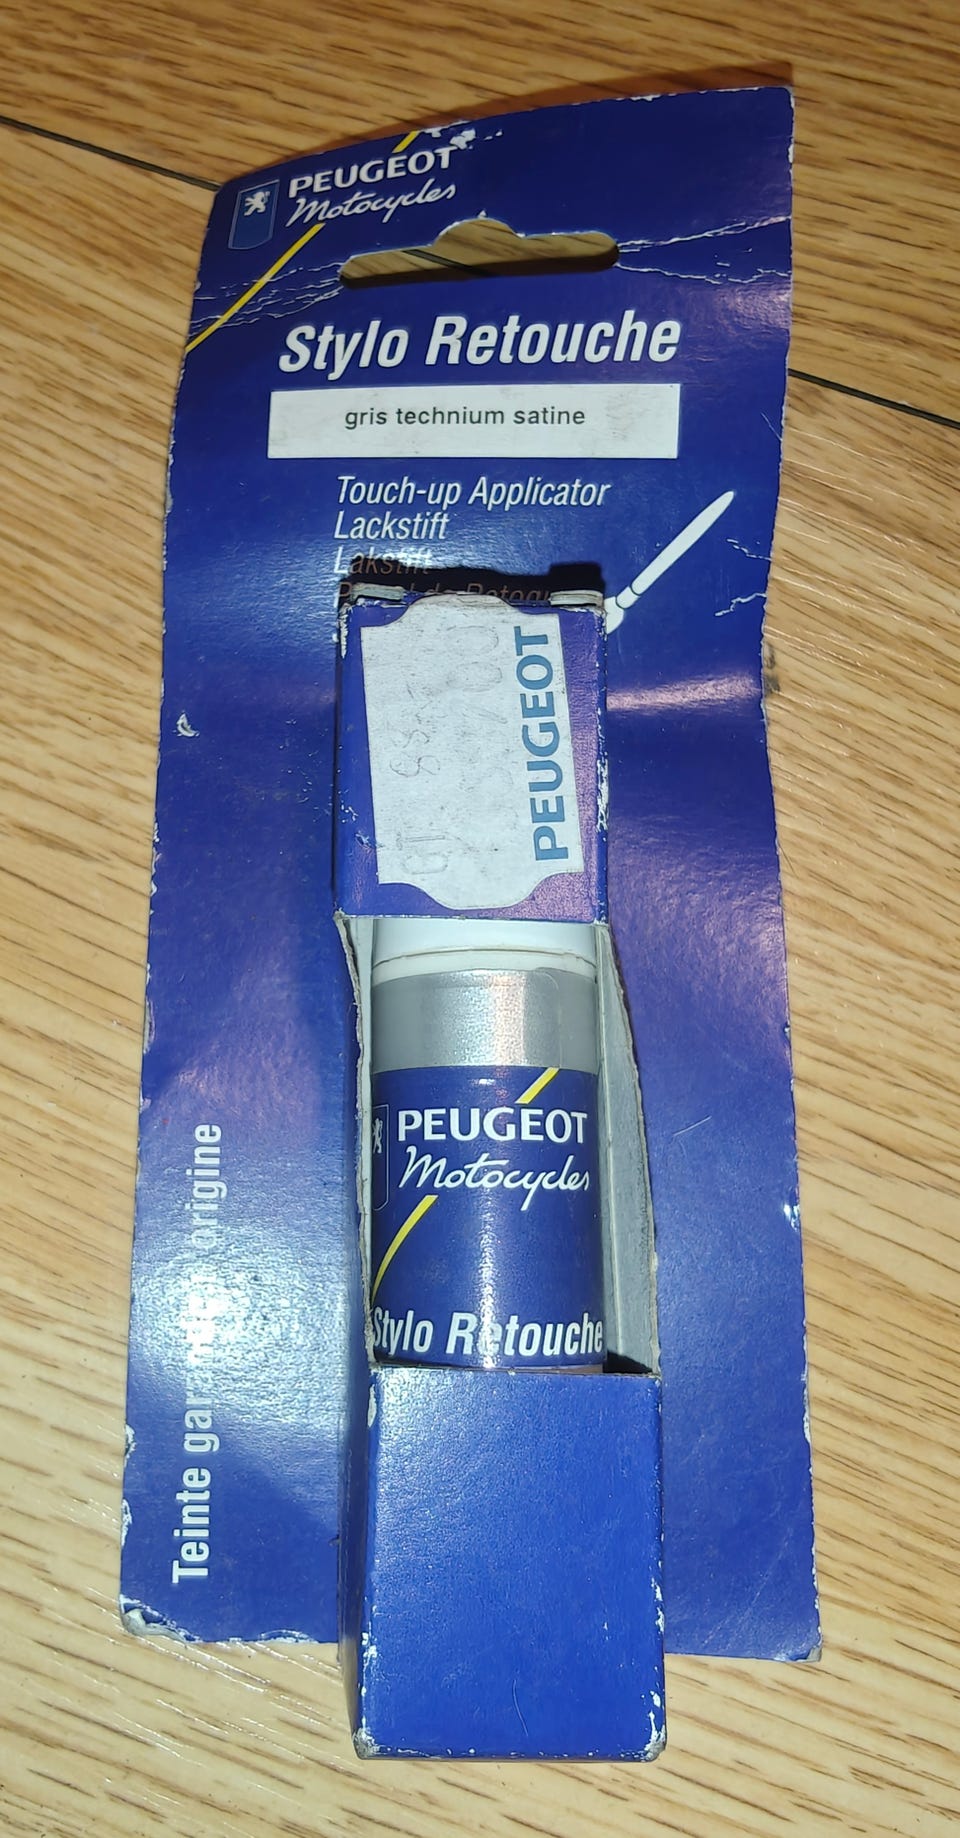 PEUGEOT
Motocycles
Stylo Retouche
gris technium satine
Touch-up Applicator
Lackstift
Lakstift
PEUGEOT
PEUGEOT
Motocycles
Stylo Retouche
Teinte origine